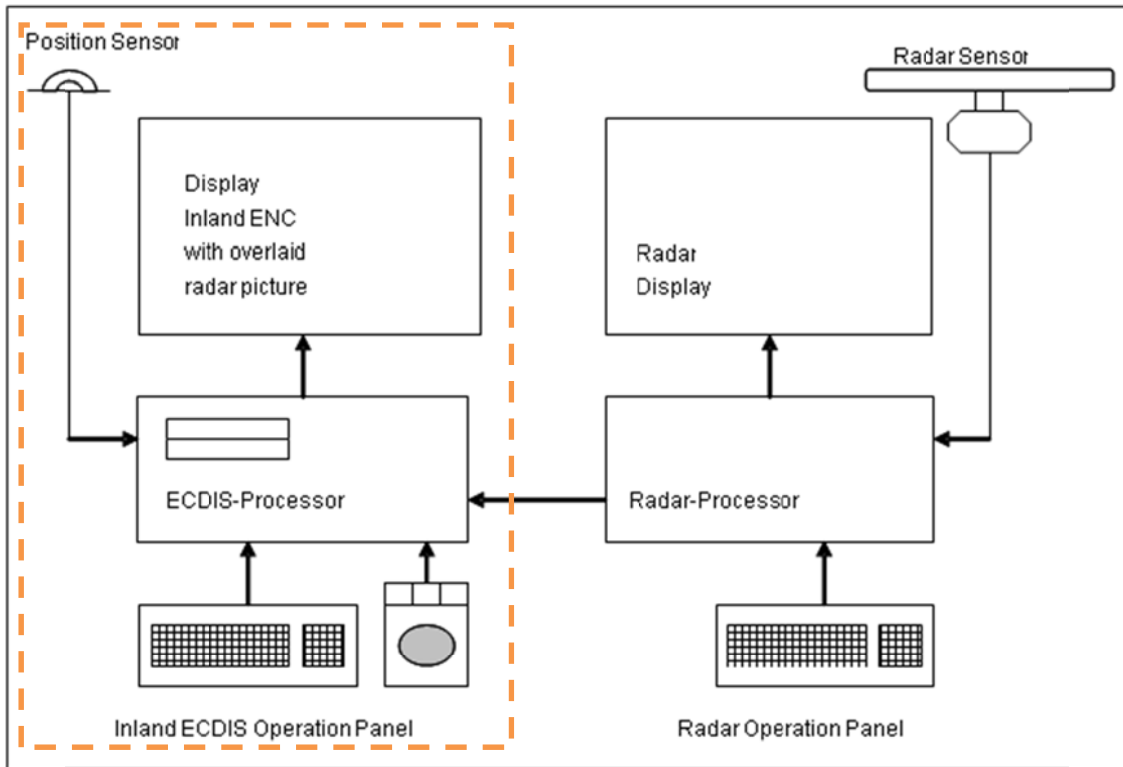 Position Sensor
Radar Sensor
Display
Inland ENC
with overlaid
radar picture
Radar
Display
ECDIS-Processor
Radar-Processor
Inland ECDIS Operation Panel
Radar Operation Panel